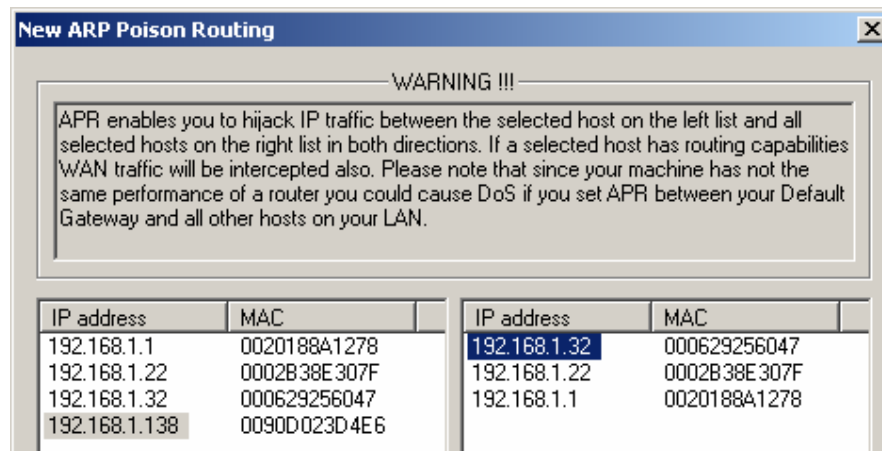 New ARP Poison Routing
WARNING !!!
APR enables you to hijack IP traffic between the selected host on the left list and all
selected hosts on the right list in both directions. If a selected host has routing capabilities
WAN traffic will be intercepted also. Please note that since your machine has not the
same performance of a router you could cause DoS if you set APR between your Default
Gateway and all other hosts on your LAN.
IP address MAC
192.168.1.1 0020188A1278
192.168.1.22 0002B38E307F
192.168.1.32 000629256047
192.168.1.138 0090D023D4E6
IP address MAC
192.168.1.32 000629256047
192.168.1.22 0002B38E307F
192.168.1.1 0020188A1278